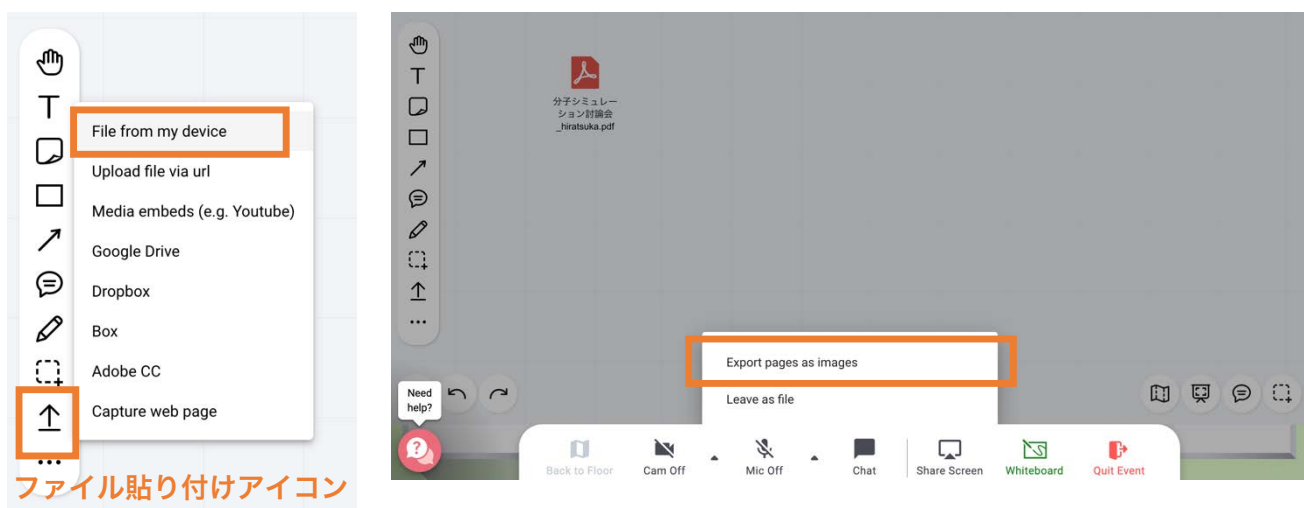 T
File from my device
Upload file via url
Media embeds (e.g. Youtube)
Google Drive
Dropbox
Box
Adobe CC
Capture web page
ファイル貼り付けアイコン
T
分子シミュレー
ション討論会
_hiratsuka.pdf
Export pages as images
Leave as file
Need
help?
Back to Floor
Cam Off
Mic Off
Chat
Share Screen
Whiteboard
Quit Event